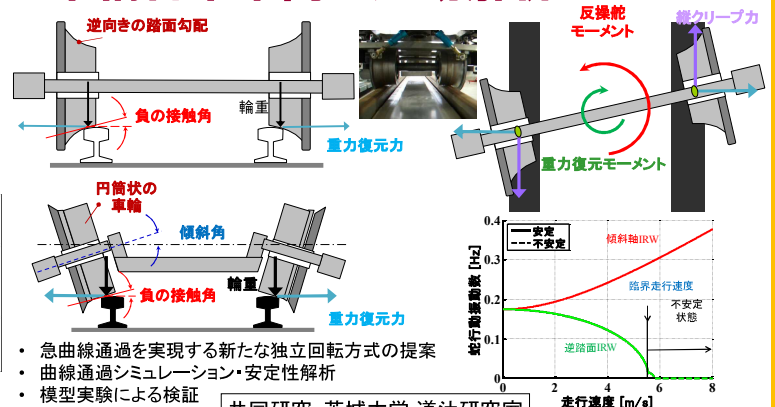 逆向きの踏面勾配
輪重
負の接触角
重力復元力
反操舵
モーメント
縦クリープ力
重力復元モーメント
円筒状の
車輪
傾斜角
輪重
負の接触角
重力復元力
蛇行動振動数 [Hz]
0.4
0.3
0.2
0.1
0
安定
不安定
傾斜軸IRW
臨界走行速度
不安定
状態
逆踏面IRW
0 2 4 6 8
走行速度 [m/s]
・ 急曲線通過を実現する新たな独立回転方式の提案
・ 曲線通過シミュレーション・安定性解析
・ 模型実験による検証